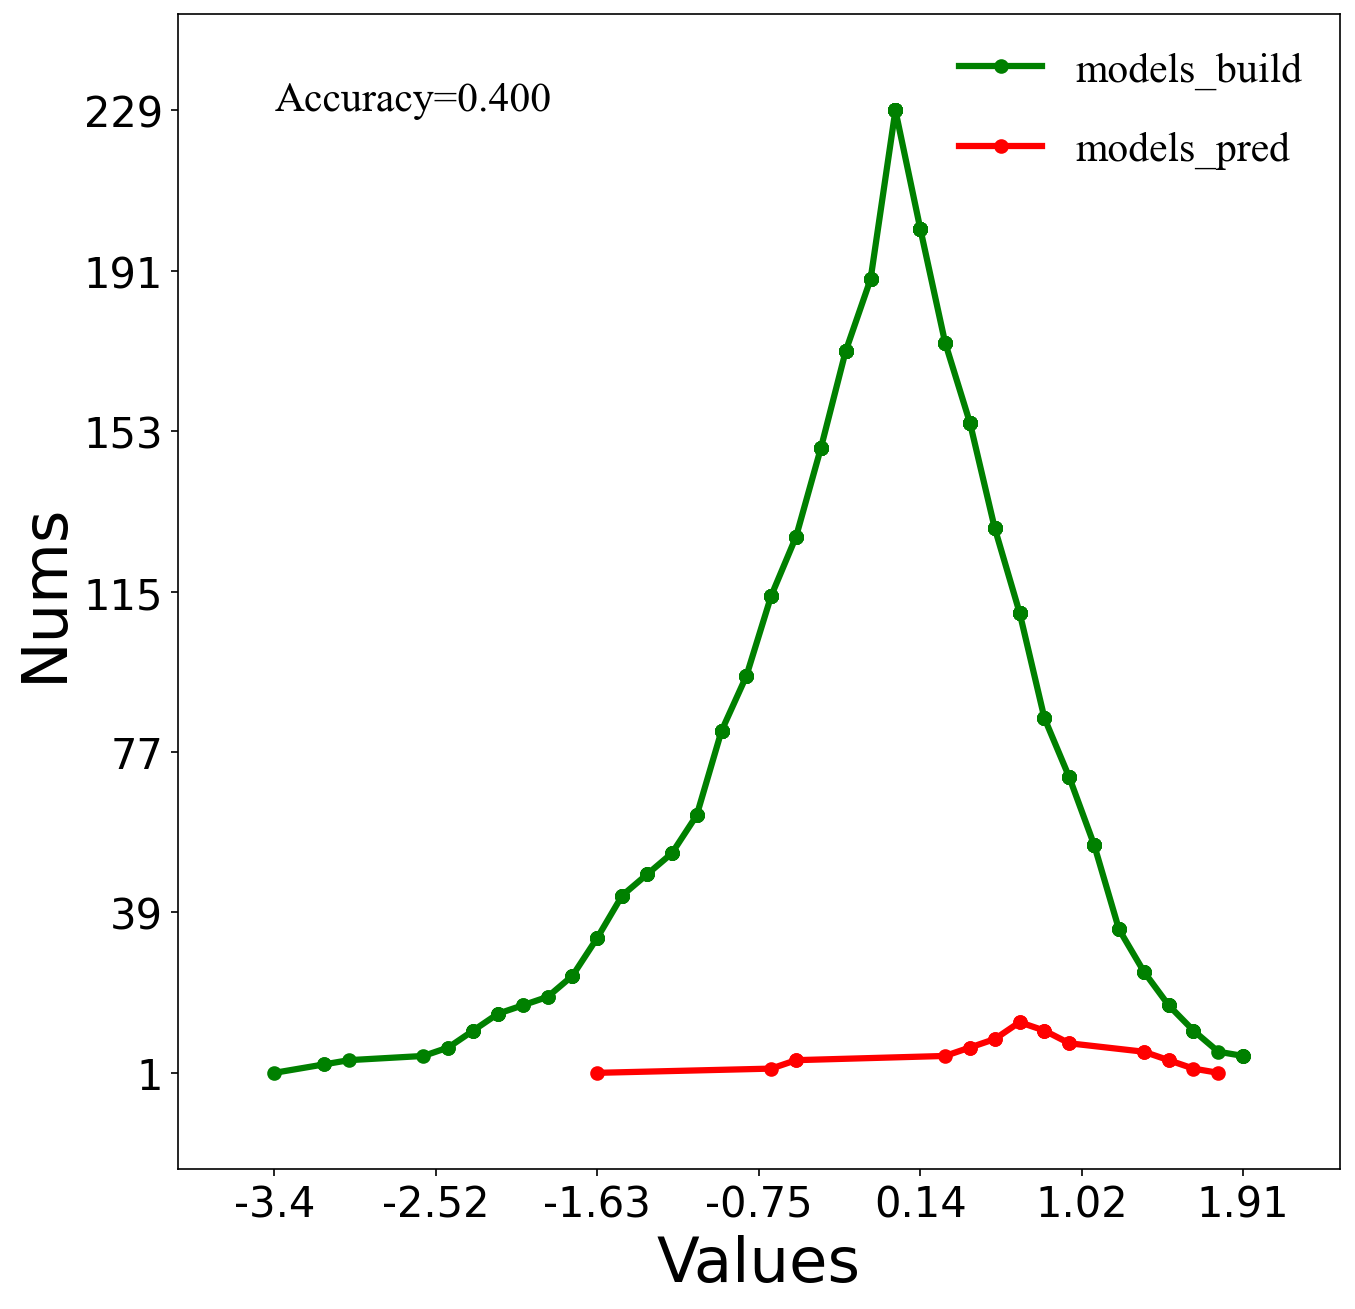 models_build
Accuracy=0.400
models_pred
229
191
153
115
77
39
1
Nums
-3.4 -2.52 -1.63 -0.75 0.14 1.02 1.91
Values